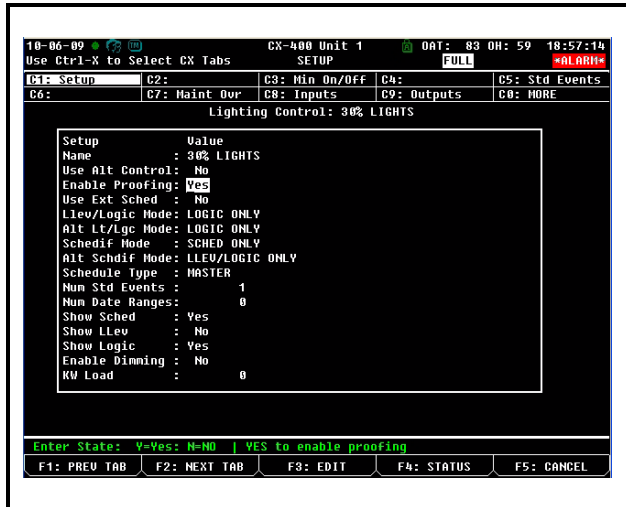 10-06-09 TM CX-400 Unit 1 OAT: 83 OH: 59 18:57:14
Use Ctrl-X to Select CX Tabs SETUP FULL *ALARM*
C1: Setup C2: C3: Min On/Off C4: C5: Std Events
C6: C7: Maint Ovr C8: Inputs C9: Outputs C0: MORE
Lighting Control: 30% LIGHTS
Setup Value
Name : 30% LIGHTS
Use Alt Control: No
Enable Proofing: Yes
Use Ext Sched : No
Llev/Logic Mode: LOGIC ONLY
Alt Lt/Lgc Mode: LOGIC ONLY
Schedif Mode : SCHED ONLY
Alt Schdif Mode: LLEV/LOGIC ONLY
Schedule Type : MASTER
Num Std Events : 1
Num Date Ranges: 0
Show Sched : Yes
Show LLev : No
Show Logic : Yes
Enable Dimming : No
KW Load : 0
Enter State: Y=Yes: N=NO | YES to enable proofing
F1: PREV TAB F2: NEXT TAB F3: EDIT F4: STATUS F5: CANCEL